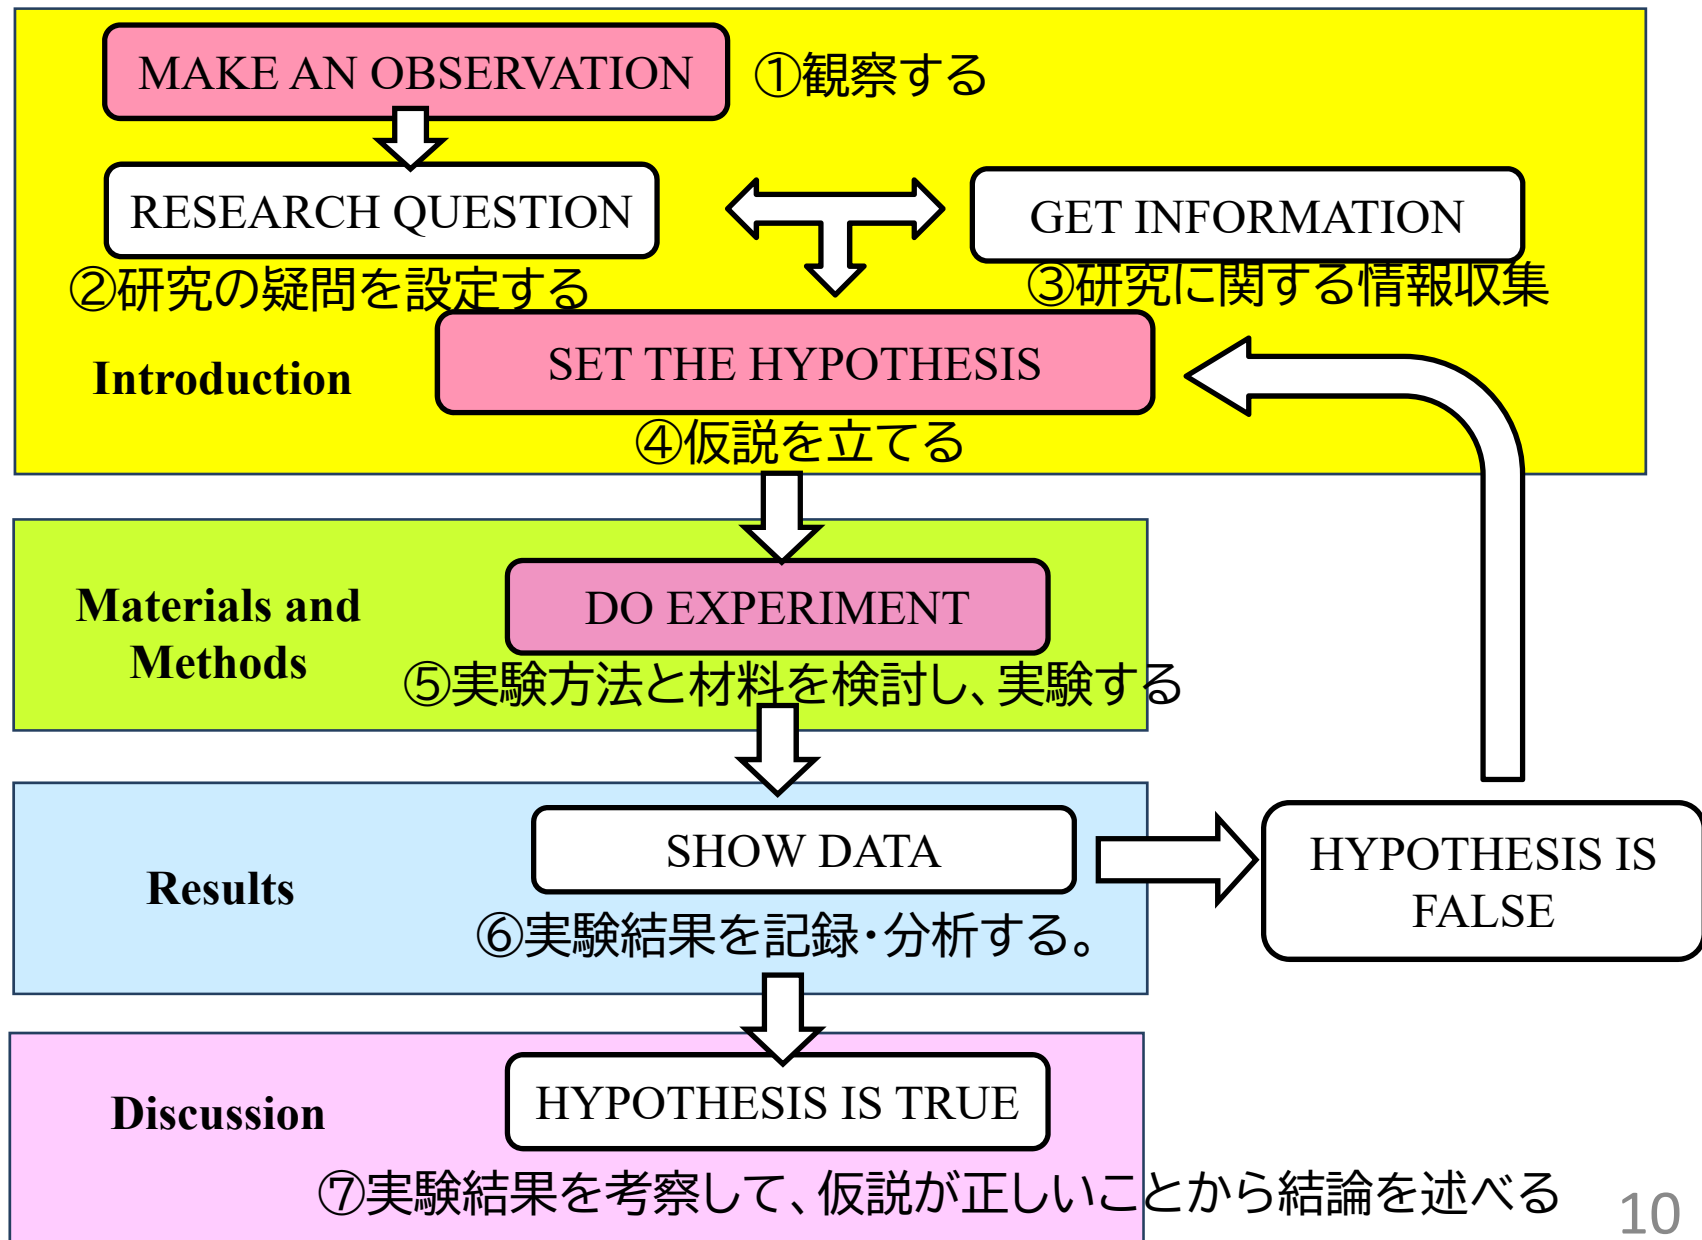 MAKE AN OBSERVATION
①観察する
RESEARCH QUESTION
GET INFORMATION
②研究の疑問を設定する
③研究に関する情報収集
SET THE HYPOTHESIS
Introduction
④仮説を立てる
Materials and
Methods
DO EXPERIMENT
⑤実験方法と材料を検討し、実験する
Results
SHOW DATA
⑥実験結果を記録・分析する。
HYPOTHESIS IS
FALSE
Discussion
HYPOTHESIS IS TRUE
⑦実験結果を考察して、仮説が正しいことから結論を述べる
10